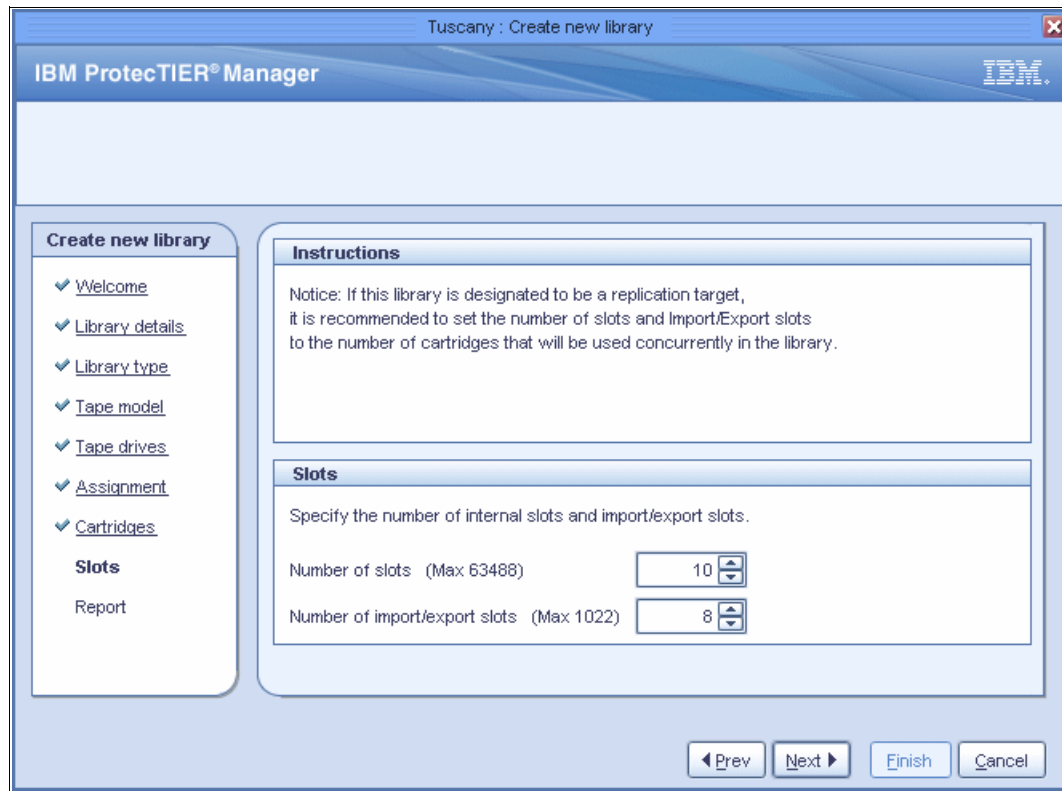 Tuscany : Create new library
IBM ProtecTIER® Manager
IBM.
Create new library
Welcome
Library details
Library type
Tape model
Tape drives
Assignment
Cartridges
Slots
Report
Instructions
Notice: If this library is designated to be a replication target,
it is recommended to set the number of slots and Import/Export slots
to the number of cartridges that will be used concurrently in the library.
Slots
Specify the number of internal slots and import/export slots.
Number of slots (Max 63488) 10
Number of import/export slots (Max 1022) 8
Prev Next Finish Cancel